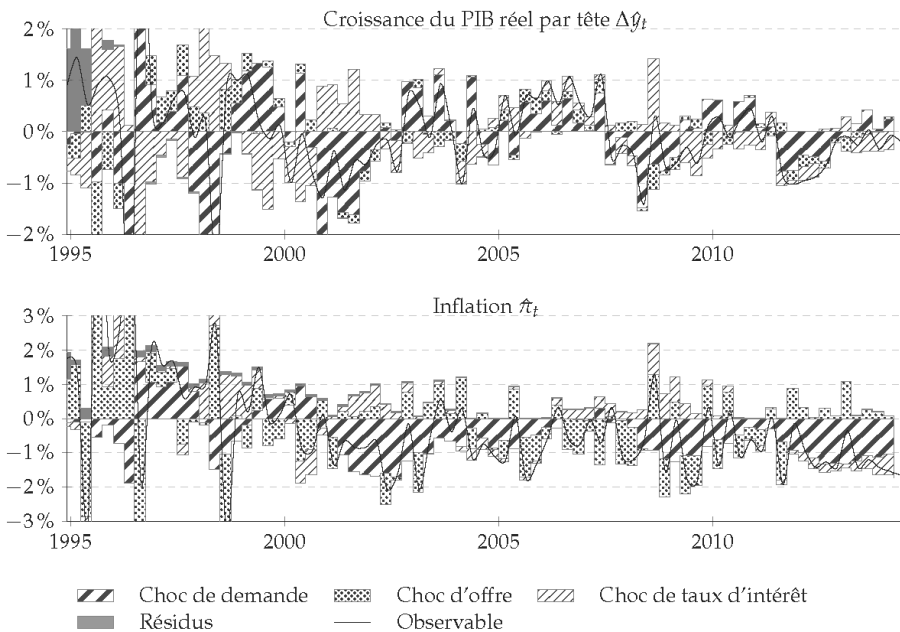 Croissance du PIB réel par tête Δŷ_t
2 %
1 %
0 %
−1 %
−2 %
1995 2000 2005 2010
Inflation π̂_t
3 %
2 %
1 %
0 %
−1 %
−2 %
−3 %
1995 2000 2005 2010
Choc de demande Choc d'offre Choc de taux d'intérêt
Résidus Observable